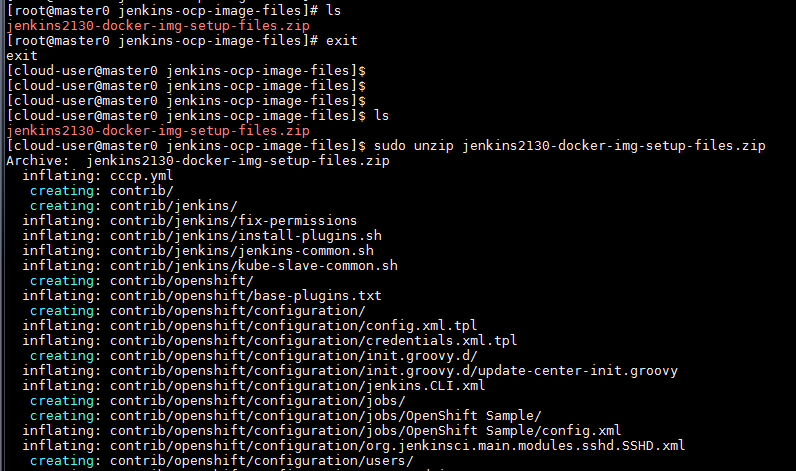 [root@master0 jenkins-ocp-image-files]# ls
jenkins2130-docker-img-setup-files.zip
[root@master0 jenkins-ocp-image-files]# exit
exit
[cloud-user@master0 jenkins-ocp-image-files]$
[cloud-user@master0 jenkins-ocp-image-files]$
[cloud-user@master0 jenkins-ocp-image-files]$
[cloud-user@master0 jenkins-ocp-image-files]$ ls
jenkins2130-docker-img-setup-files.zip
[cloud-user@master0 jenkins-ocp-image-files]$ sudo unzip jenkins2130-docker-img-setup-files.zip
Archive:  jenkins2130-docker-img-setup-files.zip
  inflating: cccp.yml
   creating: contrib/
   creating: contrib/jenkins/
  inflating: contrib/jenkins/fix-permissions
  inflating: contrib/jenkins/install-plugins.sh
  inflating: contrib/jenkins/jenkins-common.sh
  inflating: contrib/jenkins/kube-slave-common.sh
   creating: contrib/openshift/
  inflating: contrib/openshift/base-plugins.txt
   creating: contrib/openshift/configuration/
  inflating: contrib/openshift/configuration/config.xml.tpl
  inflating: contrib/openshift/configuration/credentials.xml.tpl
   creating: contrib/openshift/configuration/init.groovy.d/
  inflating: contrib/openshift/configuration/init.groovy.d/update-center-init.groovy
  inflating: contrib/openshift/configuration/jenkins.CLI.xml
   creating: contrib/openshift/configuration/jobs/
   creating: contrib/openshift/configuration/jobs/OpenShift Sample/
  inflating: contrib/openshift/configuration/jobs/OpenShift Sample/config.xml
  inflating: contrib/openshift/configuration/org.jenkinsci.main.modules.sshd.SSHD.xml
   creating: contrib/openshift/configuration/users/